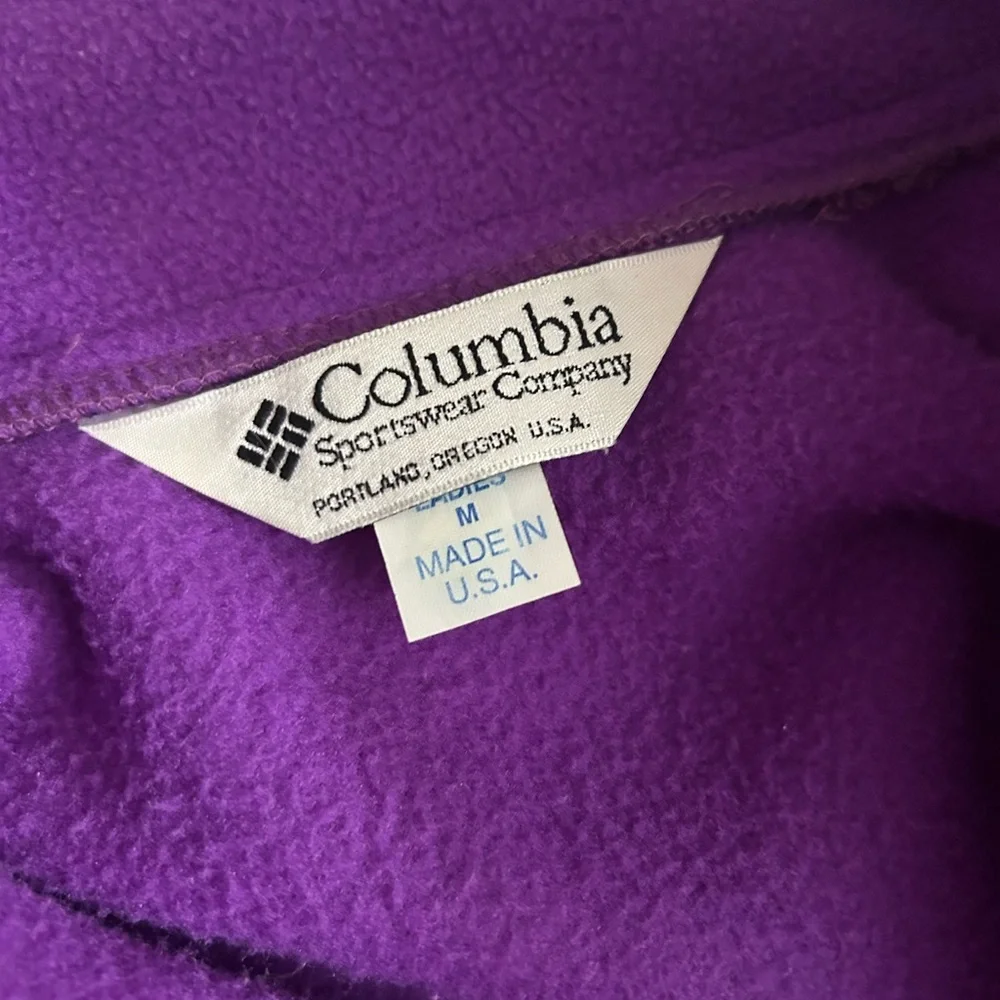 Columbia
Sportswear Company
PORTLAND, OREGON U.S.A.
LADIES
M
MADE IN
U.S.A.